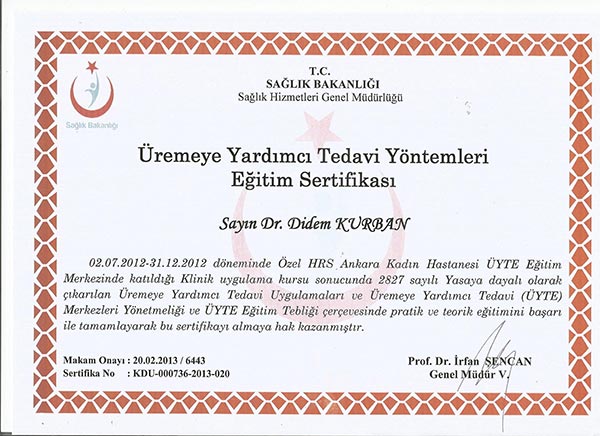 T.C.
SAĞLIK BAKANLIĞI
Sağlık Hizmetleri Genel Müdürlüğü
Sağlık Bakanlığı
Üremeye Yardımcı Tedavi Yöntemleri
Eğitim Sertifikası
Sayın Dr. Didem KURBAN
02.07.2012-31.12.2012 döneminde Özel HRS Ankara Kadın Hastanesi ÜYTE Eğitim
Merkezinde katıldığı Klinik uygulama kursu sonucunda 2827 sayılı Yasaya dayalı olarak
çıkarılan Üremeye Yardımcı Tedavi Uygulamaları ve Üremeye Yardımcı Tedavi (ÜYTE)
Merkezleri Yönetmeliği ve ÜYTE Eğitim Tebliği çerçevesinde pratik ve teorik eğitimini başarı
ile tamamlayarak bu sertifikayı almaya hak kazanmıştır.
Makam Onayı : 20.02.2013 / 6443
Sertifika No : KDU-000736-2013-020
Prof. Dr. İrfan ŞENCAN
Genel Müdür V.